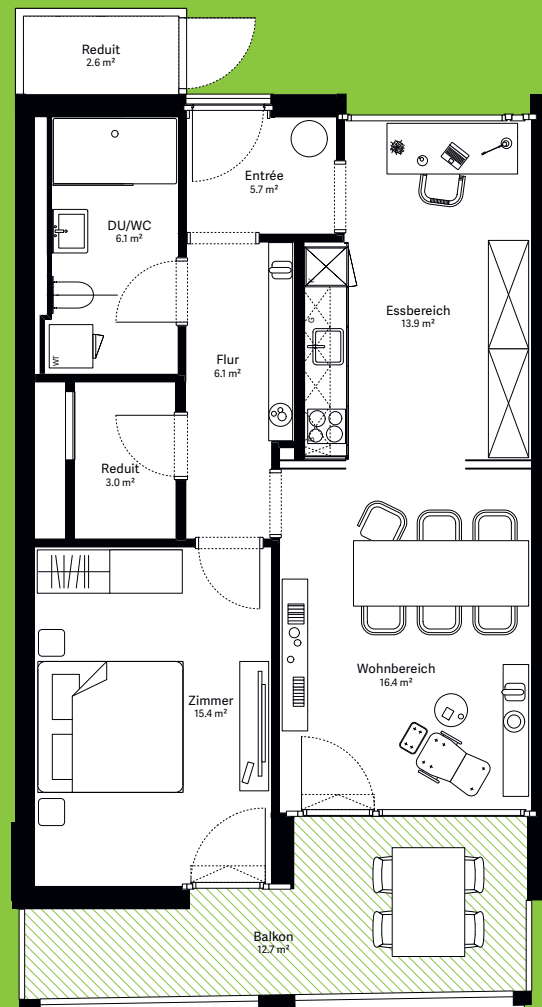 Reduit
2.6 m²
Entrée
5.7 m²
DU/WC
6.1 m²
Essbereich
13.9 m²
G
WT
Flur
6.1 m²
Reduit
3.0 m²
Wohnbereich
16.4 m²
Zimmer
15.4 m²
Balkon
12.7 m²